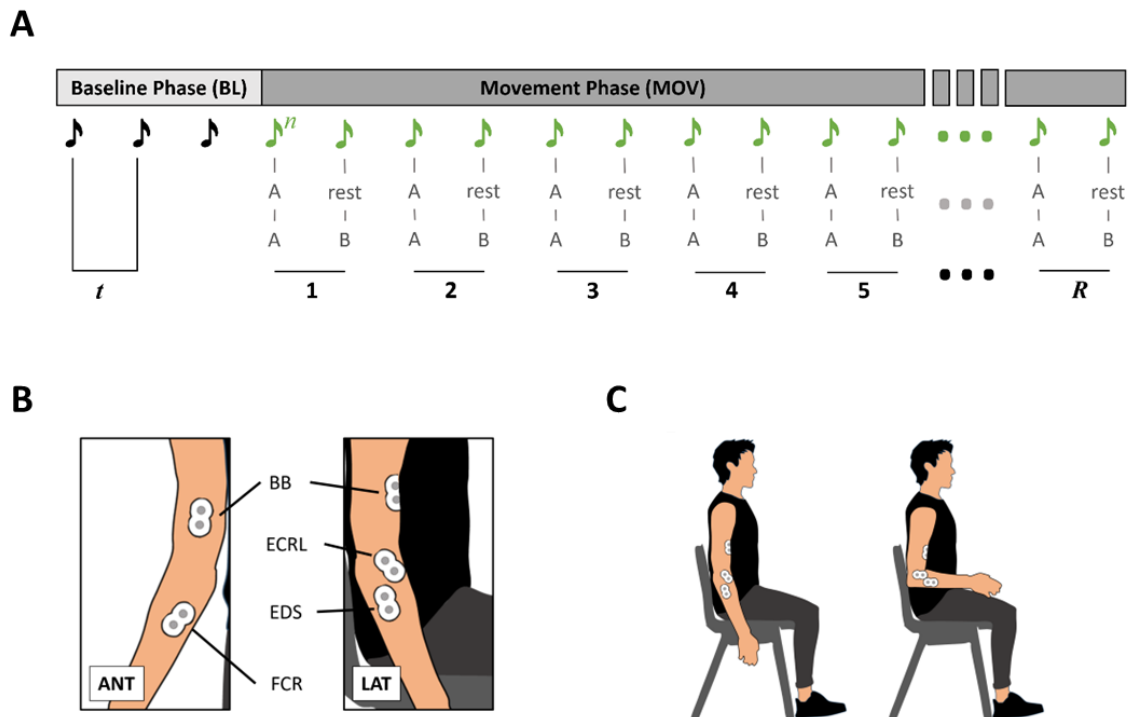 A
Baseline Phase (BL) Movement Phase (MOV)
n
A rest A rest A rest A rest A rest A rest
A B A B A B A B A B A B
t 1 2 3 4 5 R
B C
BB
ECRL
EDS
FCR
ANT LAT